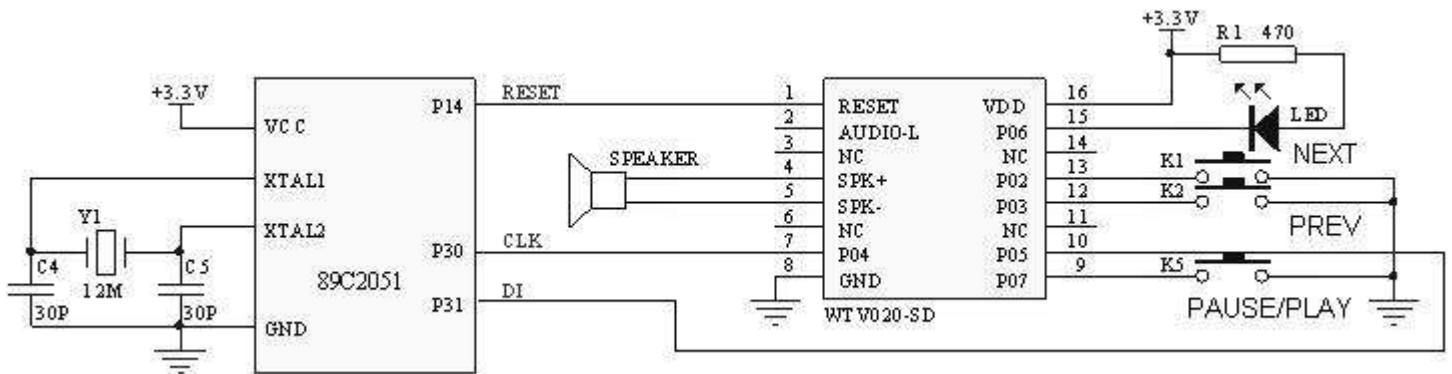 +3.3V
R1 470
+3.3V
P14
RESET
1
RESET
VDD
16
VCC
2
AUDIO-L
P06
15
LED
3
NC
NC
14
NEXT
SPEAKER
4
SPK+
P02
13
K1
XTAL1
5
SPK-
P03
12
K2
Y1
XTAL2
6
NC
NC
11
PREV
P30
CLK
7
P04
P05
10
C4
C5
12M
89C2051
8
GND
P07
9
K5
30P
30P
P31
DI
GND
WTV020-SD
PAUSE/PLAY